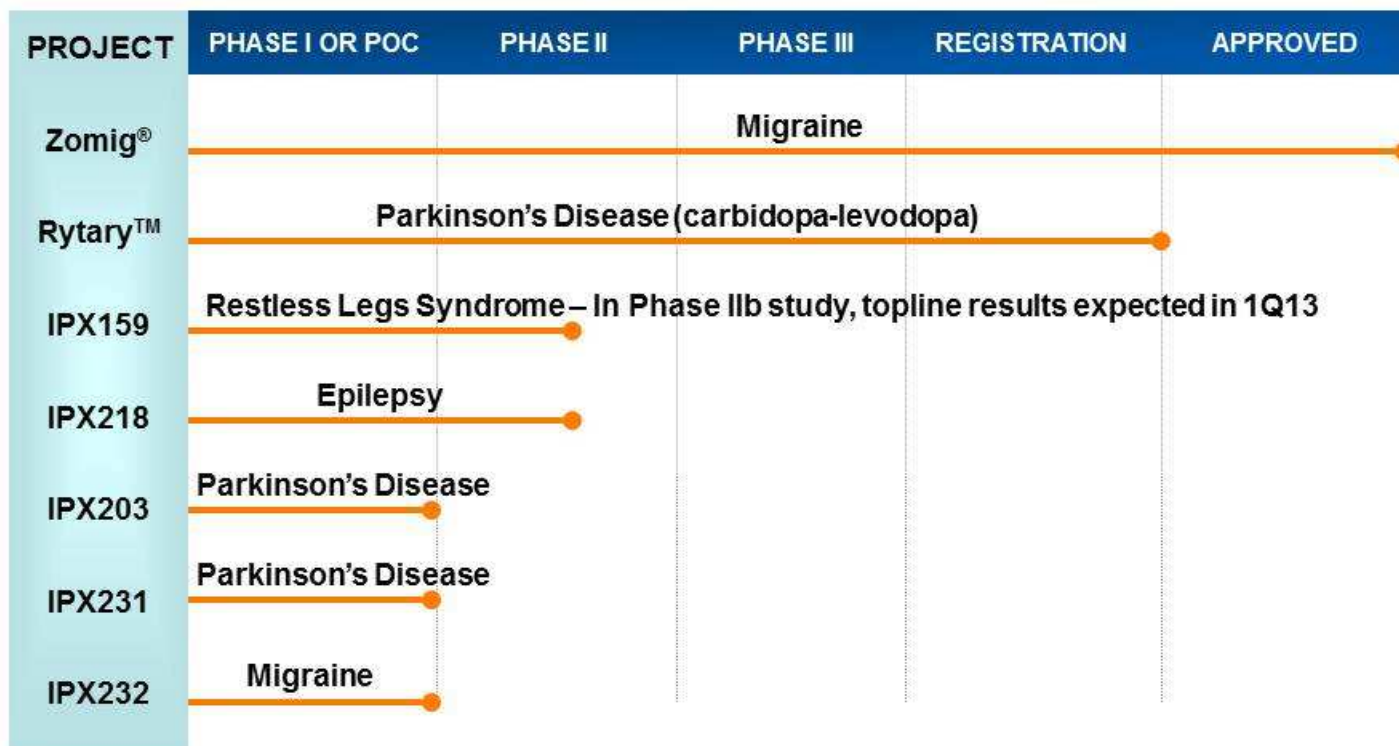 PROJECT PHASE I OR POC PHASE II PHASE III REGISTRATION APPROVED
Zomig® Migraine
Rytary™ Parkinson's Disease (carbidopa-levodopa)
IPX159 Restless Legs Syndrome – In Phase IIb study, topline results expected in 1Q13
IPX218 Epilepsy
IPX203 Parkinson's Disease
IPX231 Parkinson's Disease
IPX232 Migraine